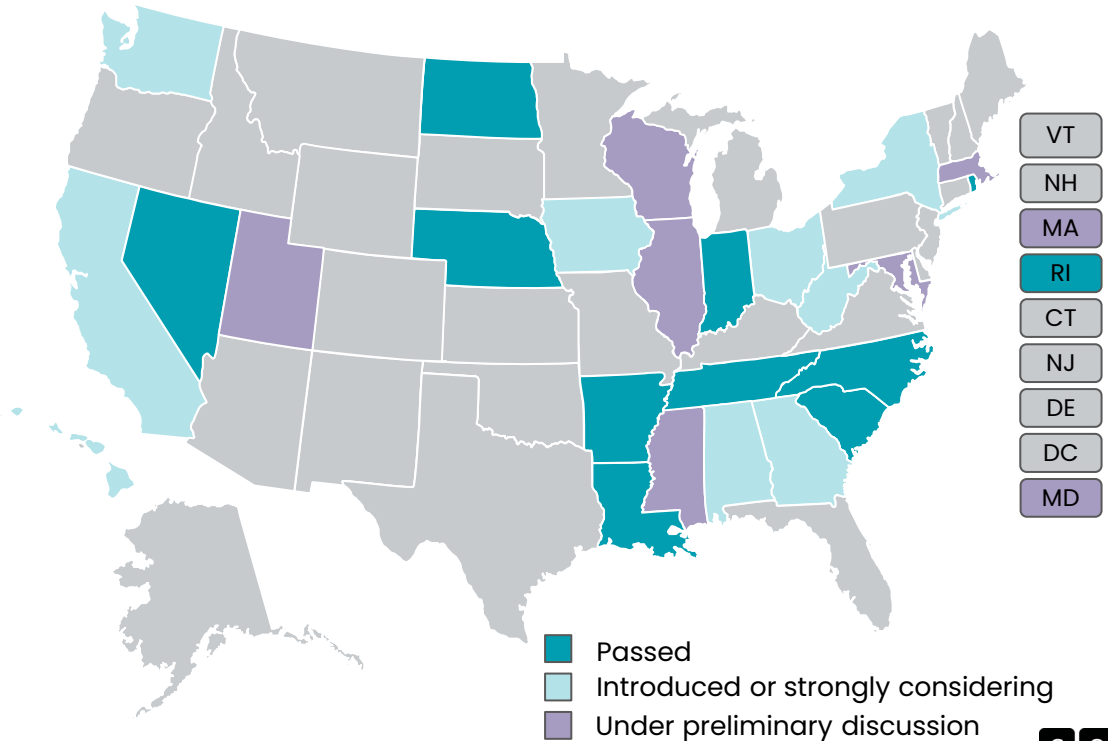 VT
NH
MA
RI
CT
NJ
DE
DC
MD
Passed
Introduced or strongly considering
Under preliminary discussion